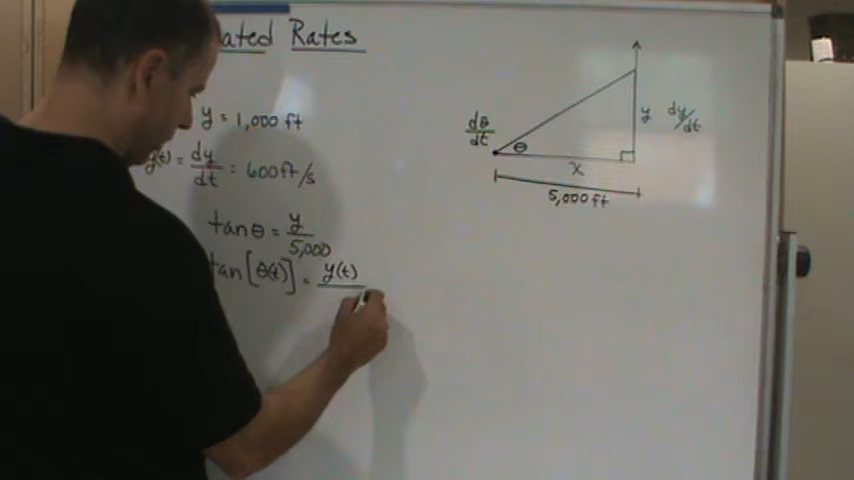 Rates
y = 1,000 ft
dy/dt = 600 ft/s
tan θ = y/5,000
tan [θ(t)] = y(t)
dθ/dt
θ
y
dy/dt
x
5,000 ft